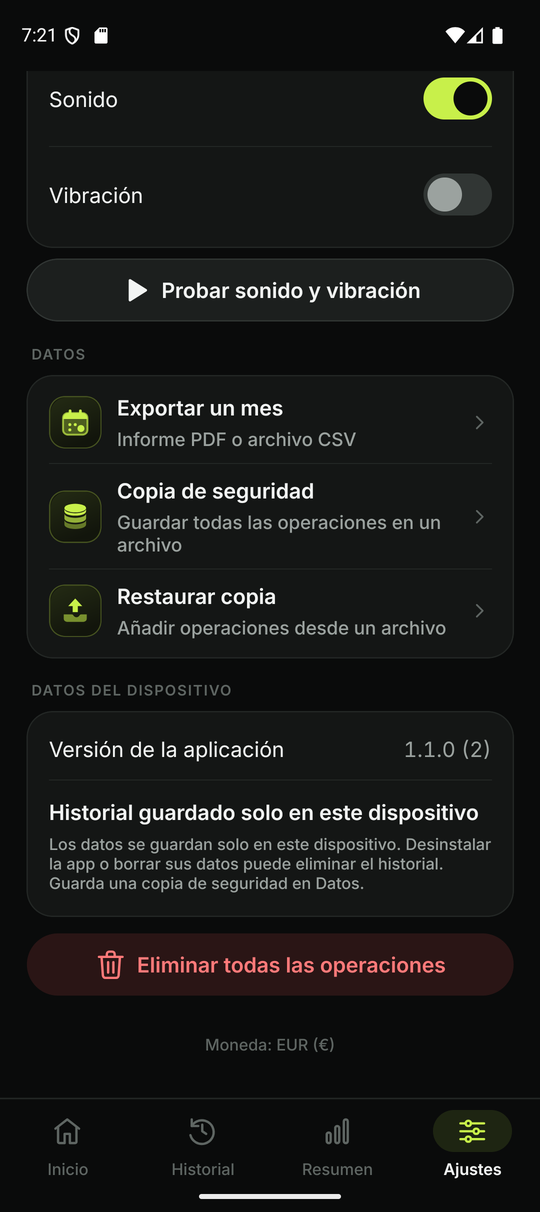 7:21
Sonido
Vibración
Probar sonido y vibración
DATOS
Exportar un mes
Informe PDF o archivo CSV
Copia de seguridad
Guardar todas las operaciones en un
archivo
Restaurar copia
Añadir operaciones desde un archivo
DATOS DEL DISPOSITIVO
Versión de la aplicación 1.1.0 (2)
Historial guardado solo en este dispositivo
Los datos se guardan solo en este dispositivo. Desinstalar
la app o borrar sus datos puede eliminar el historial.
Guarda una copia de seguridad en Datos.
Eliminar todas las operaciones
Moneda: EUR (€)
Inicio Historial Resumen Ajustes